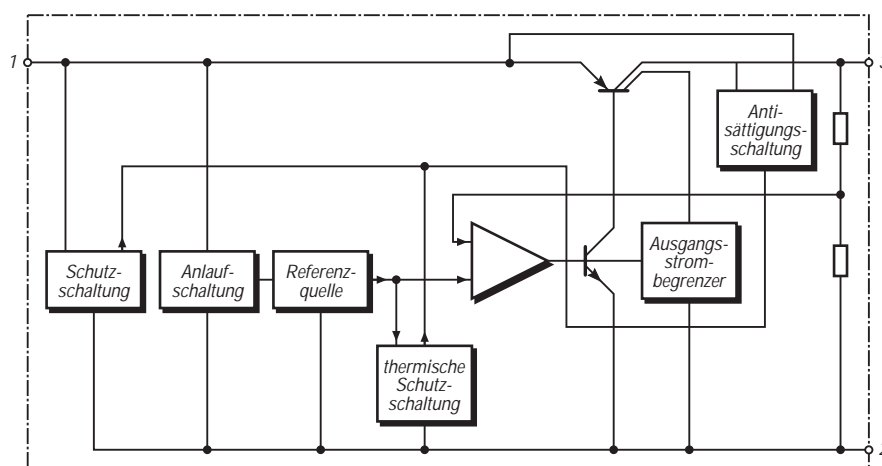 1
Anti-
sättigungs-
schaltung
Schutz-
schaltung
Anlauf-
schaltung
Referenz-
quelle
Ausgangs-
strom-
begrenzer
thermische
Schutz-
schaltung